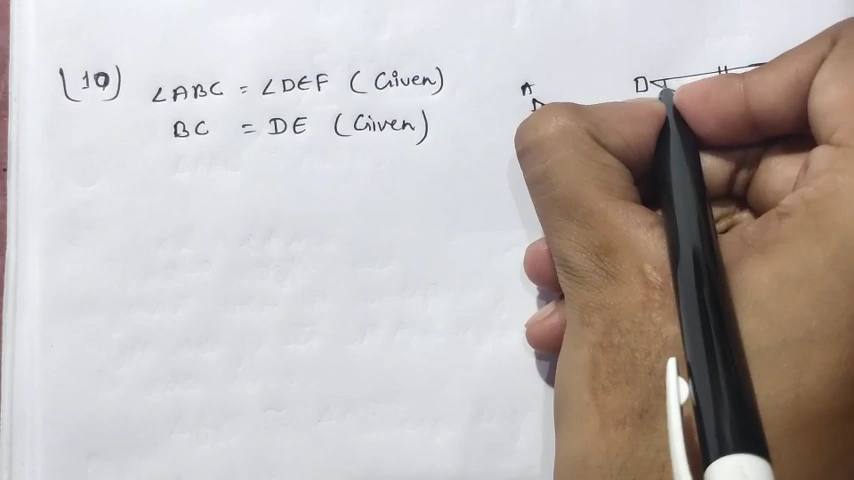 (10) ∠ABC = ∠DEF (Given)
BC = DE (Given)
A
D